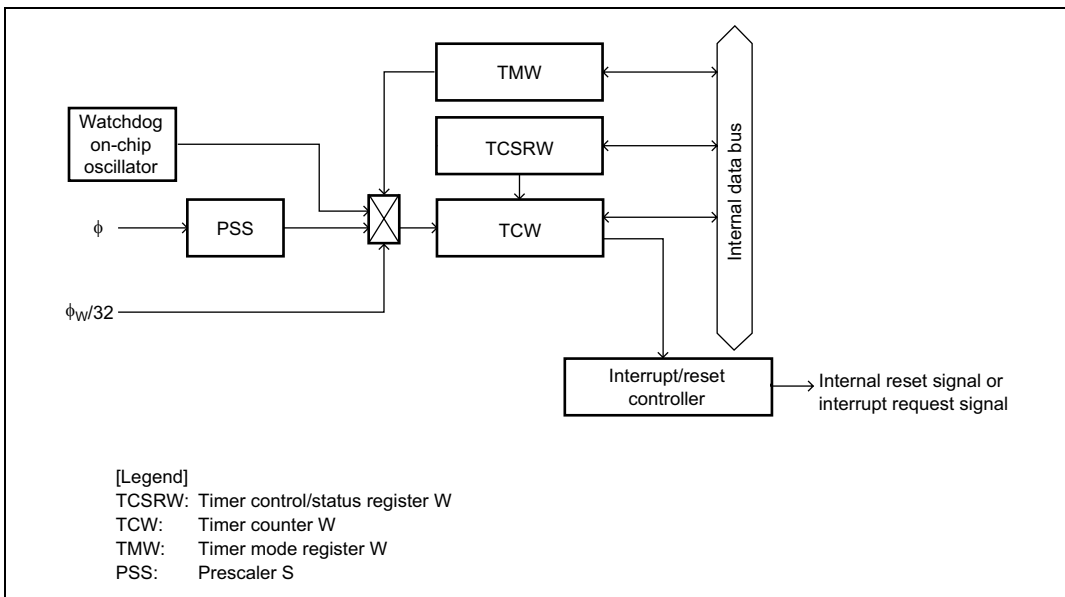 TMW
Watchdog
on-chip
oscillator
TCSRW
Internal data bus
ϕ
PSS
TCW
ϕW/32
Interrupt/reset
controller
Internal reset signal or
interrupt request signal
[Legend]
TCSRW: Timer control/status register W
TCW: Timer counter W
TMW: Timer mode register W
PSS: Prescaler S